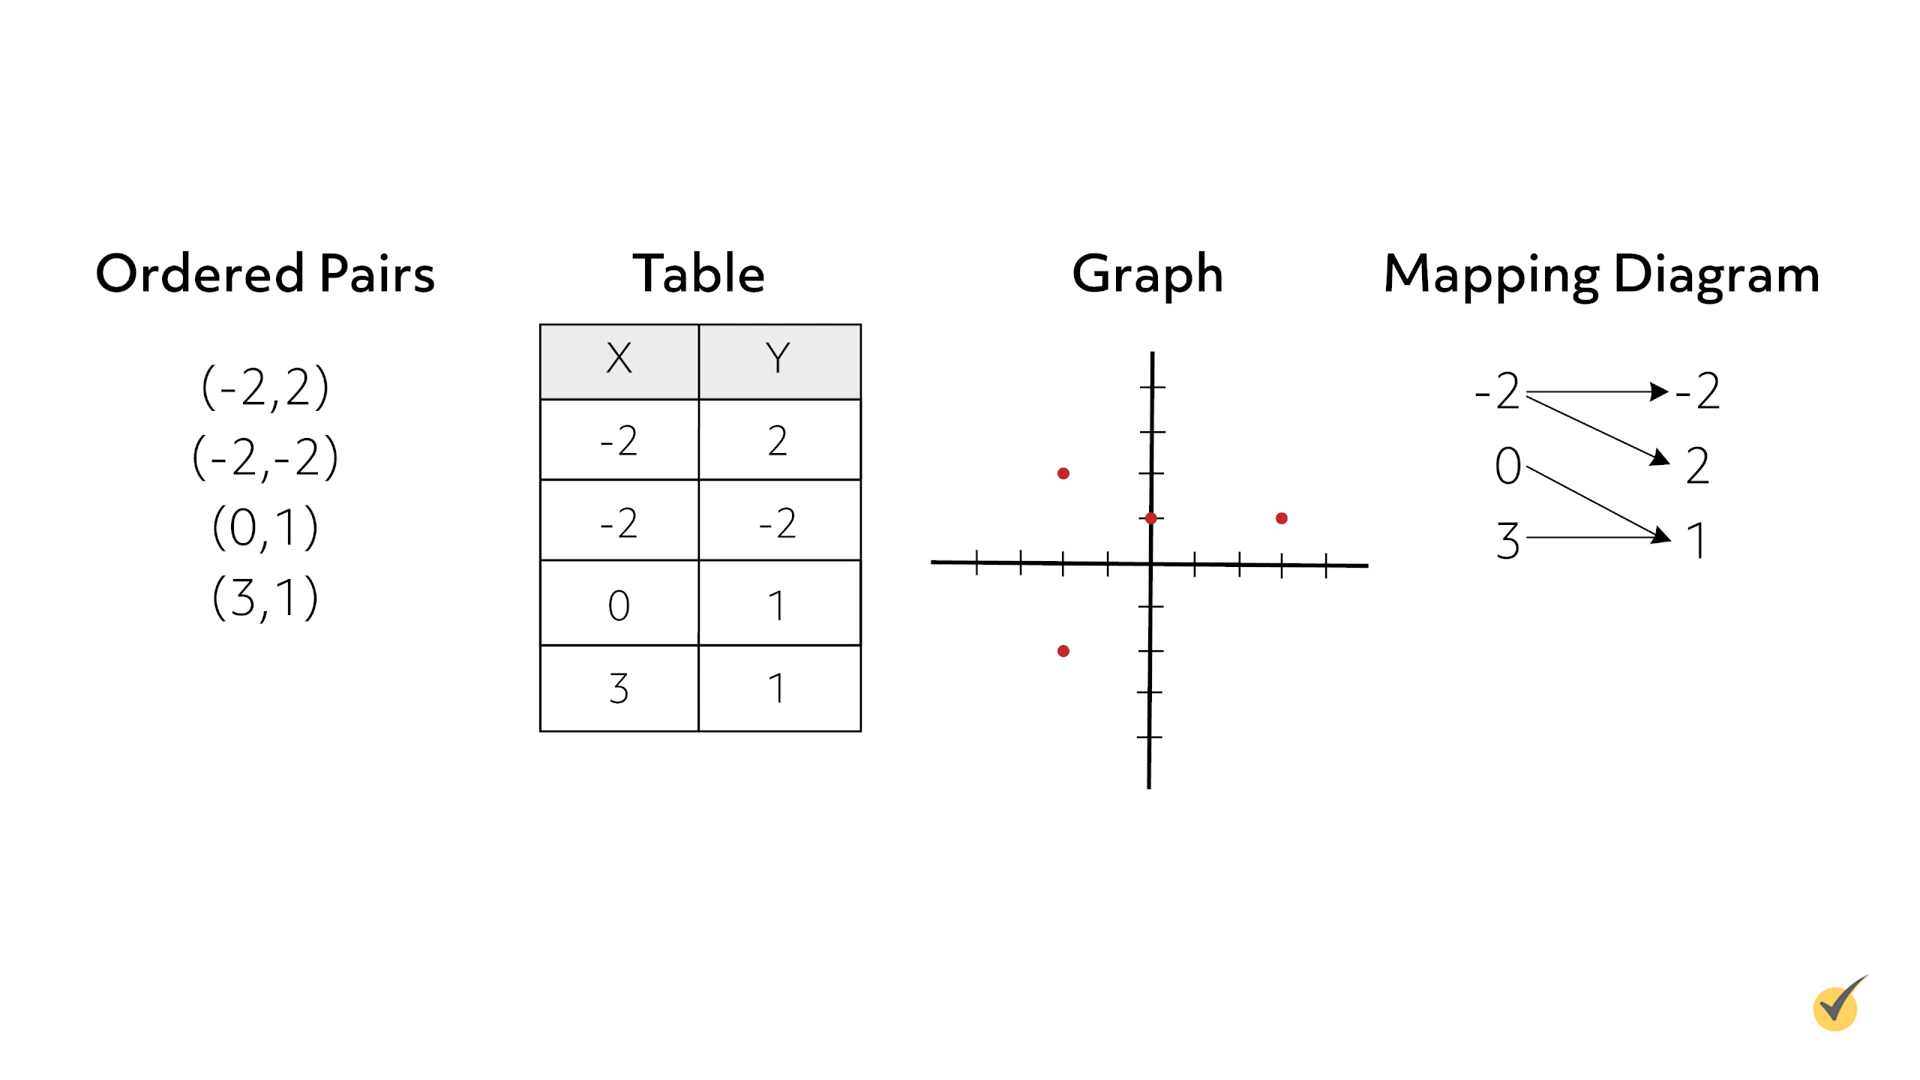 Ordered Pairs
(-2,2)
(-2,-2)
(0,1)
(3,1)
Table
X Y
-2 2
-2 -2
0 1
3 1
Graph
Mapping Diagram
-2 -2
0 2
3 1